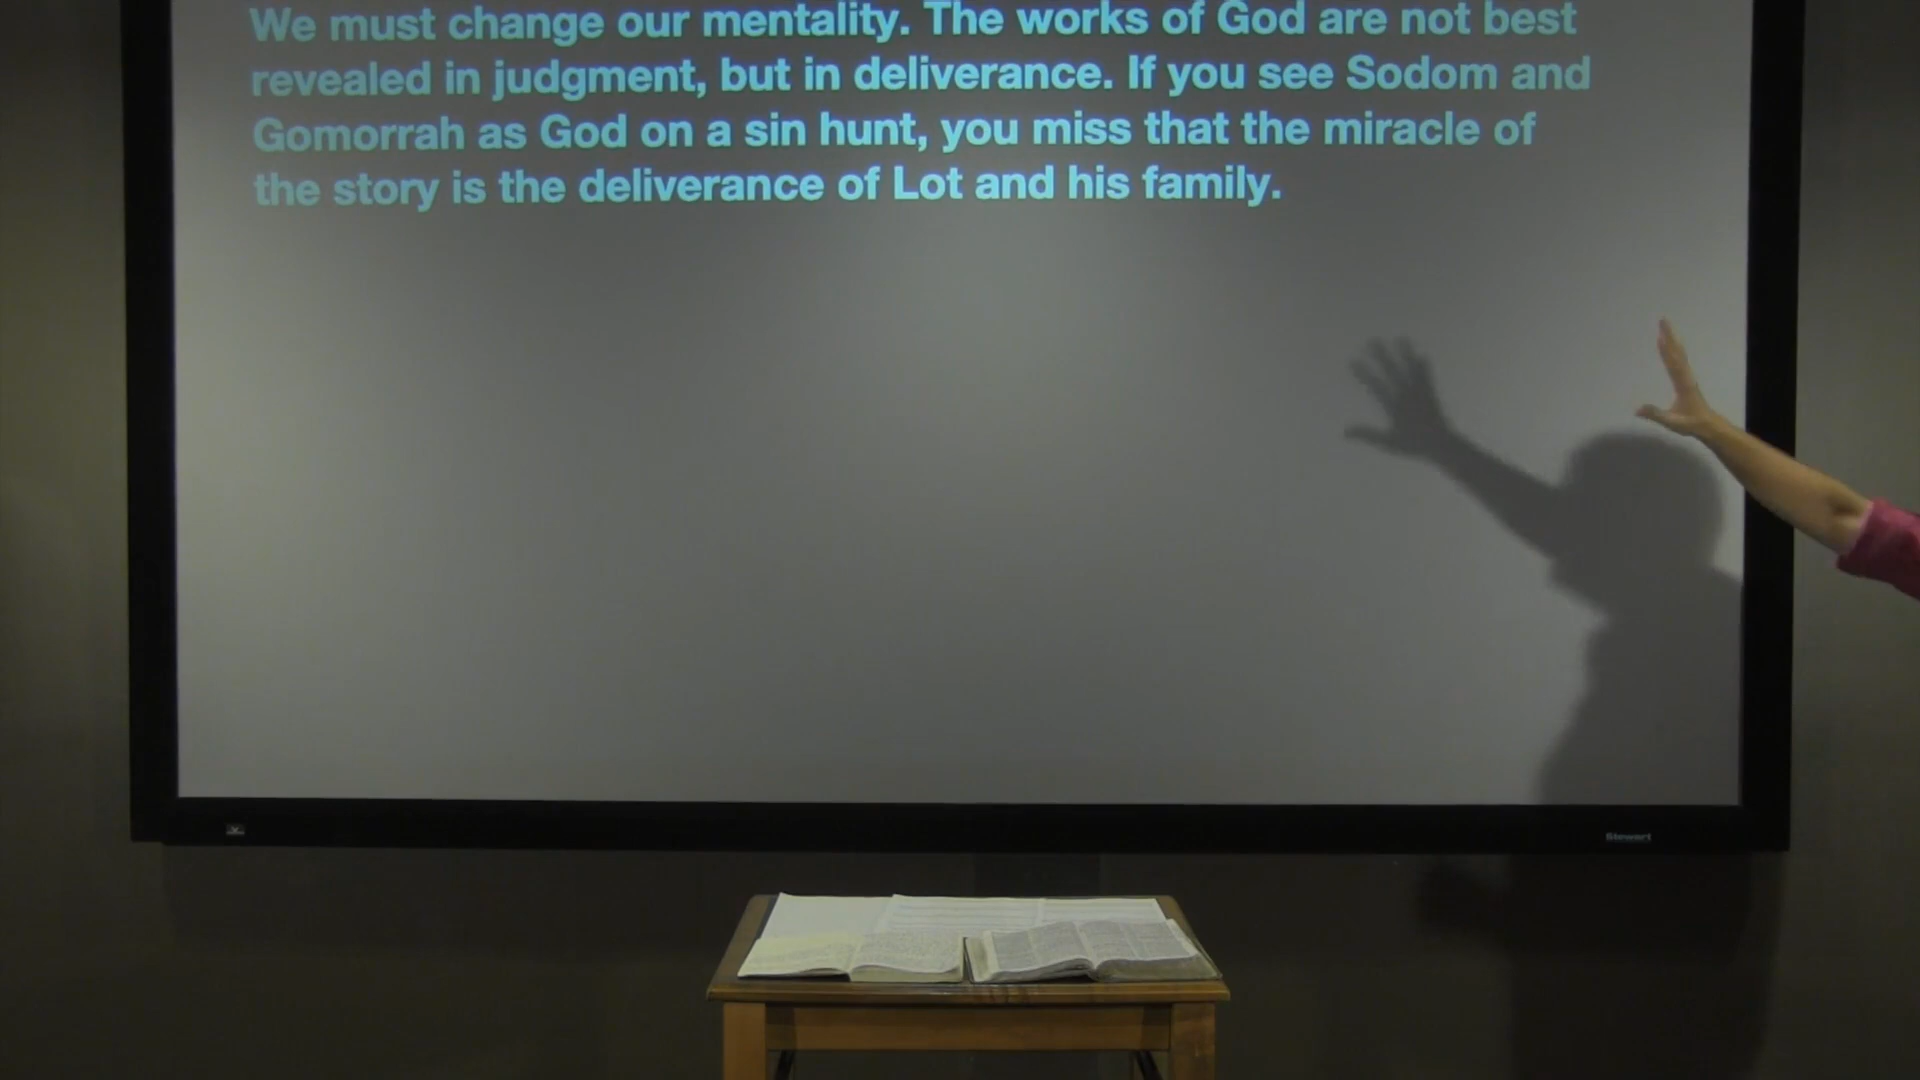 We must change our mentality. The works of God are not best
revealed in judgment, but in deliverance. If you see Sodom and
Gomorrah as God on a sin hunt, you miss that the miracle of
the story is the deliverance of Lot and his family.
Stewart